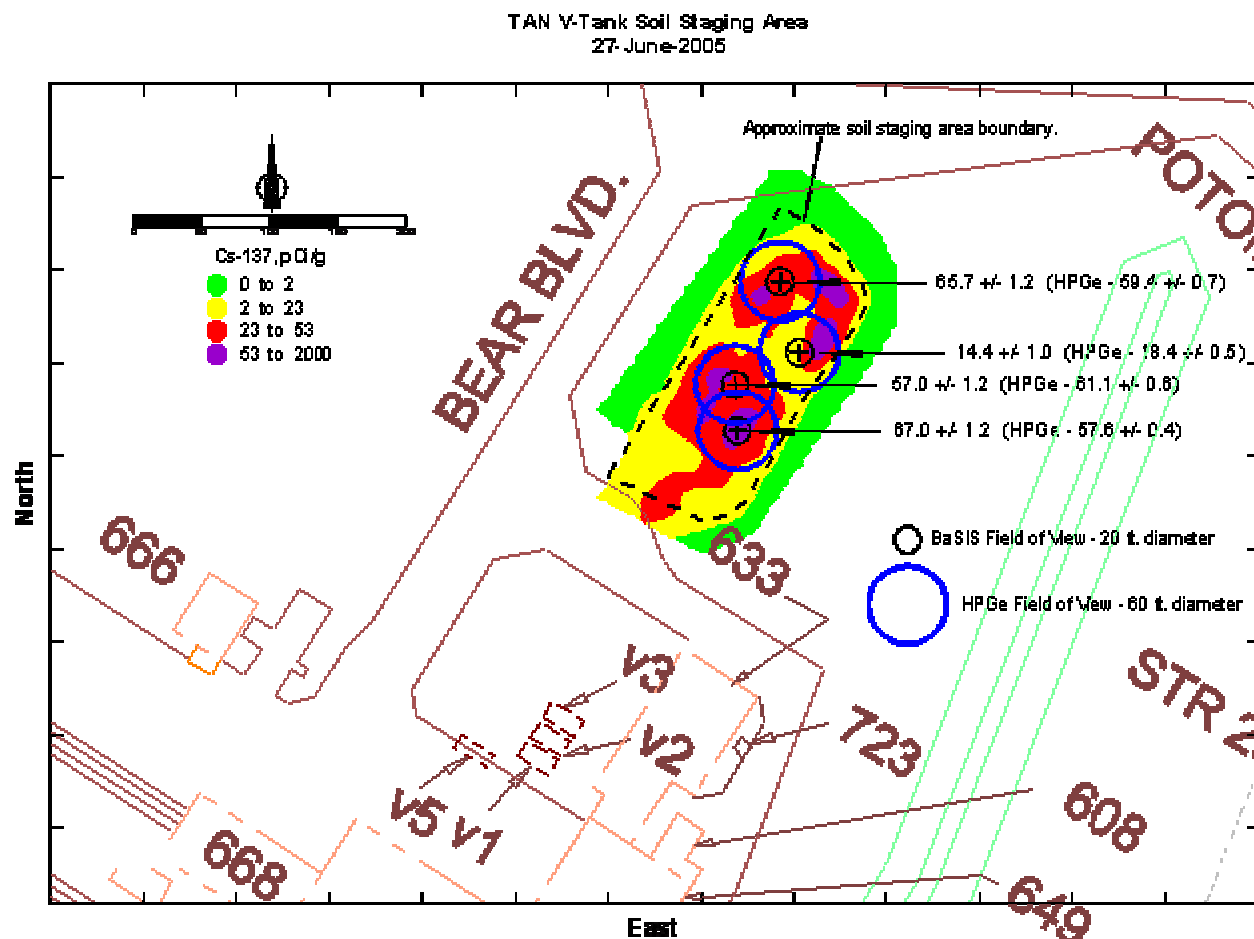 TAN V-Tank Soil Staging Area
27-June-2005
Approximate soil staging area boundary.
BEAR BLVD.
Cs-137, pCi/g
0 to 2
2 to 23
23 to 53
53 to 2000
65.7 +/- 1.2 (HPGe - 59.4 +/- 0.7)
14.4 +/- 1.0 (HPGe - 18.4 +/- 0.5)
57.0 +/- 1.2 (HPGe - 61.1 +/- 0.6)
67.0 +/- 1.2 (HPGe - 57.6 +/- 0.4)
North
666
633
BaSIS Field of View - 20 ft. diameter
HPGe Field of View - 60 ft. diameter
v3
STR 2
v2
723
v5
v1
608
668
649
East